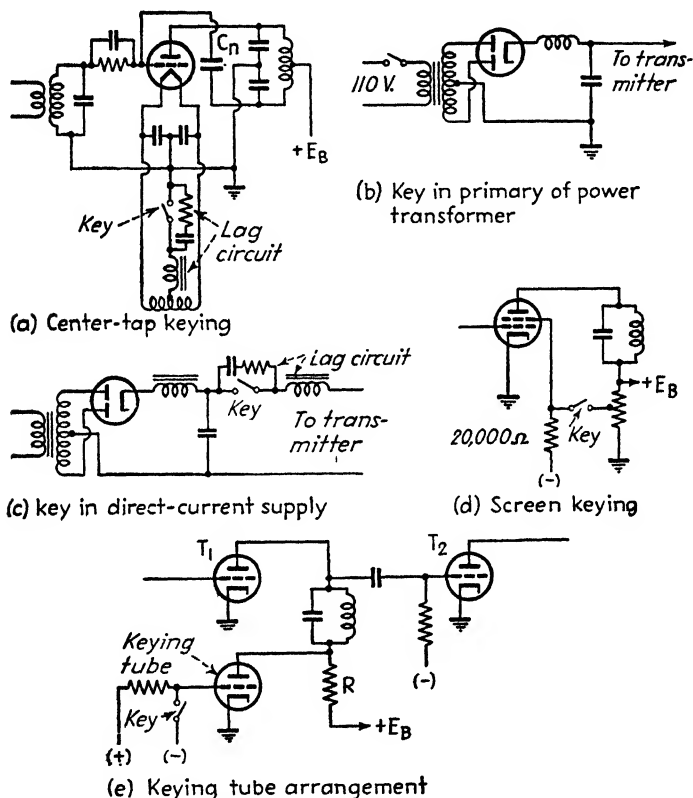 Cn
+EB
Key
Lag
circuit
(a) Center-tap keying
110 V.
To trans-
mitter
(b) Key in primary of power
transformer
Lag circuit
Key
To trans-
mitter
(c) key in direct-current supply
+EB
20,000Ω
Key
(-)
(d) Screen keying
T1
T2
Keying
tube
R
(-)
Key
+EB
(+)
(-)
(e) Keying tube arrangement